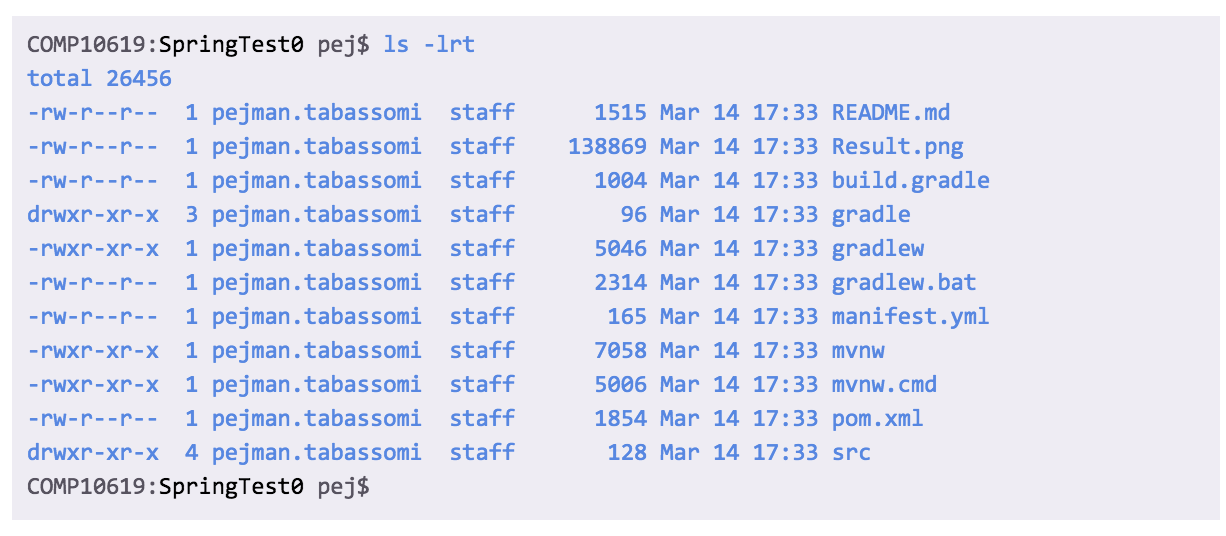 COMP10619:SpringTest0 pej$ ls -lrt
total 26456
-rw-r--r--  1 pejman.tabassomi  staff      1515 Mar 14 17:33 README.md
-rw-r--r--  1 pejman.tabassomi  staff    138869 Mar 14 17:33 Result.png
-rw-r--r--  1 pejman.tabassomi  staff      1004 Mar 14 17:33 build.gradle
drwxr-xr-x  3 pejman.tabassomi  staff        96 Mar 14 17:33 gradle
-rwxr-xr-x  1 pejman.tabassomi  staff      5046 Mar 14 17:33 gradlew
-rw-r--r--  1 pejman.tabassomi  staff      2314 Mar 14 17:33 gradlew.bat
-rw-r--r--  1 pejman.tabassomi  staff       165 Mar 14 17:33 manifest.yml
-rwxr-xr-x  1 pejman.tabassomi  staff      7058 Mar 14 17:33 mvnw
-rwxr-xr-x  1 pejman.tabassomi  staff      5006 Mar 14 17:33 mvnw.cmd
-rw-r--r--  1 pejman.tabassomi  staff      1854 Mar 14 17:33 pom.xml
drwxr-xr-x  4 pejman.tabassomi  staff       128 Mar 14 17:33 src
COMP10619:SpringTest0 pej$